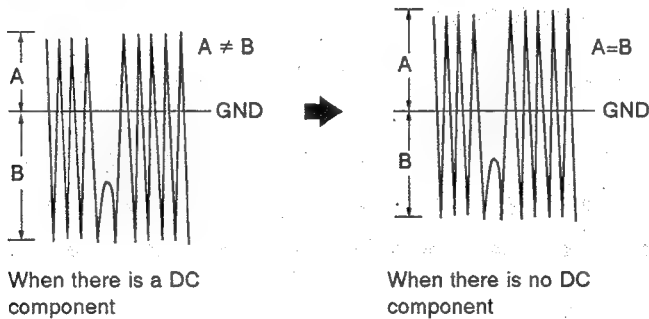 A
B
A ≠ B
GND
When there is a DC
component
A
B
A=B
GND
When there is no DC
component